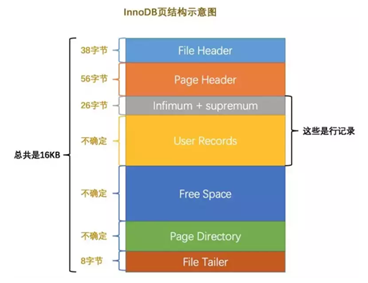 InnoDB页结构示意图
38字节
File Header
56字节
Page Header
26字节
Infimum + supremum
不确定
User Records
这些是行记录
总共是16KB
不确定
Free Space
不确定
Page Directory
8字节
File Tailer